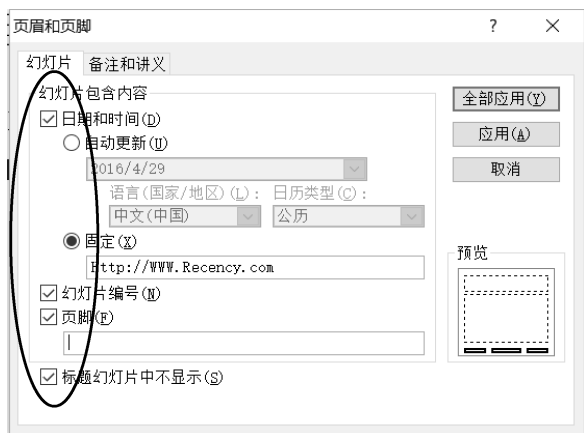 页眉和页脚
幻灯片 备注和讲义
幻灯片包含内容
日期和时间(D)
自动更新(U)
2016/4/29
语言(国家/地区)(L): 日历类型(C):
中文(中国) 公历
固定(X)
Http://WWW.Recency.com
幻灯片编号(N)
页脚(F)
标题幻灯片中不显示(S)
全部应用(Y)
应用(A)
取消
预览